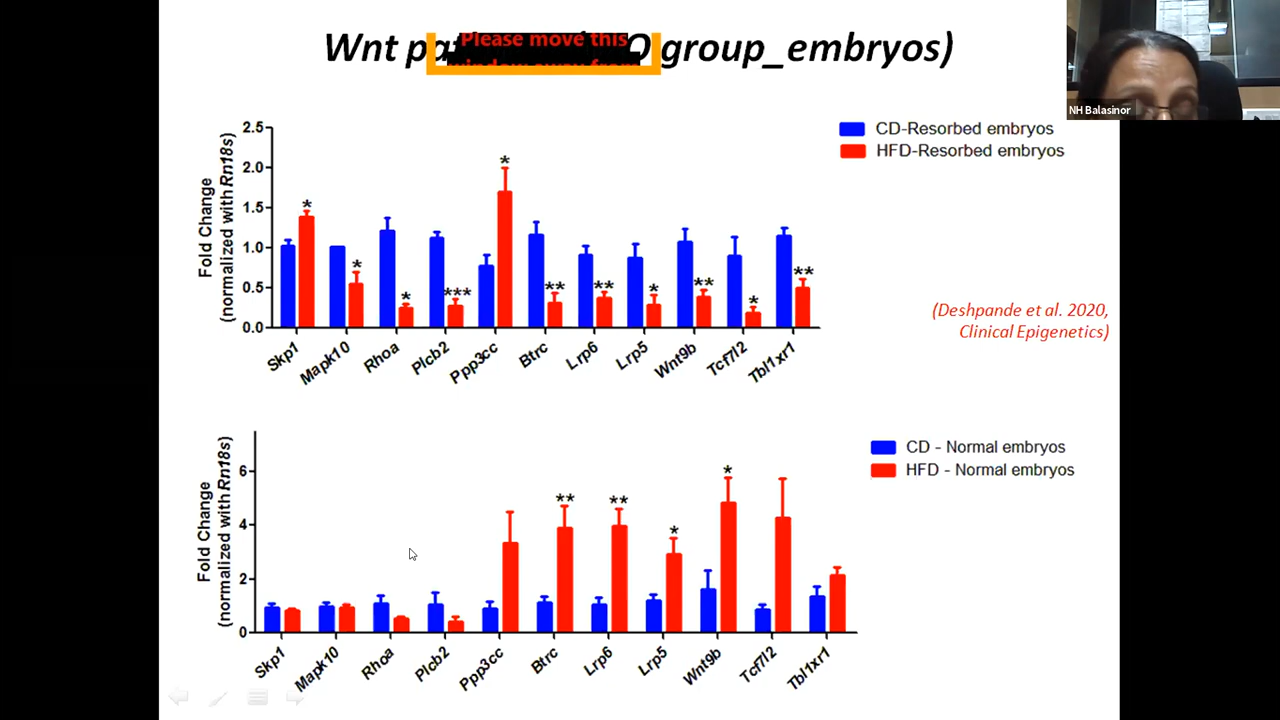 Wnt pa
Please move this
window away from
O group_embryos)
NH Balasinor
2.5
2.0
1.5
1.0
0.5
0.0
Fold Change
(normalized with Rn18s)
* * * *** * ** ** * ** * **
CD-Resorbed embryos
HFD-Resorbed embryos
Skp1 Mapk10 Rhoa Plcb2 Ppp3cc Btrc Lrp6 Lrp5 Wnt9b Tcf7l2 Tbl1xr1
(Deshpande et al. 2020,
Clinical Epigenetics)
6
4
2
0
Fold Change
(normalized with Rn18s)
** ** * *
CD - Normal embryos
HFD - Normal embryos
Skp1 Mapk10 Rhoa Plcb2 Ppp3cc Btrc Lrp6 Lrp5 Wnt9b Tcf7l2 Tbl1xr1